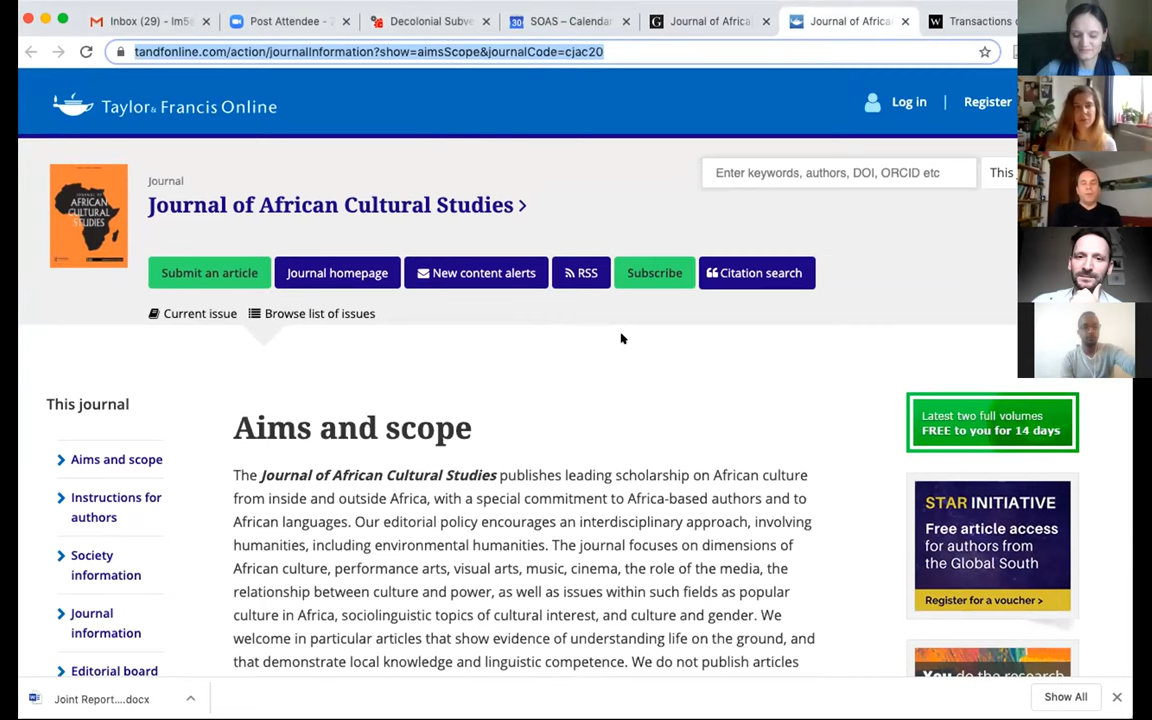 Inbox (29) – lm5
Post Attendee - Z
Decolonial Subve
30
SOAS – Calenda
G
Journal of Africa
Journal of Africa
W
Transactions o
tandfonline.com/action/journalInformation?show=aimsScope&journalCode=cjac20
Taylor & Francis Online
Log in
Register
AFRICAN
CULTURAL
STUDIES
Journal
Journal of African Cultural Studies
Enter keywords, authors, DOI, ORCID etc
This
Submit an article
Journal homepage
New content alerts
RSS
Subscribe
Citation search
Current issue
Browse list of issues
This journal
Aims and scope
Instructions for
authors
Society
information
Journal
information
Editorial board
Aims and scope
The Journal of African Cultural Studies publishes leading scholarship on African culture
from inside and outside Africa, with a special commitment to Africa-based authors and to
African languages. Our editorial policy encourages an interdisciplinary approach, involving
humanities, including environmental humanities. The journal focuses on dimensions of
African culture, performance arts, visual arts, music, cinema, the role of the media, the
relationship between culture and power, as well as issues within such fields as popular
culture in Africa, sociolinguistic topics of cultural interest, and culture and gender. We
welcome in particular articles that show evidence of understanding life on the ground, and
that demonstrate local knowledge and linguistic competence. We do not publish articles
Latest two full volumes
FREE to you for 14 days
STAR INITIATIVE
Free article access
for authors from
the Global South
Register for a voucher >
You do the research
Joint Report....docx
Show All